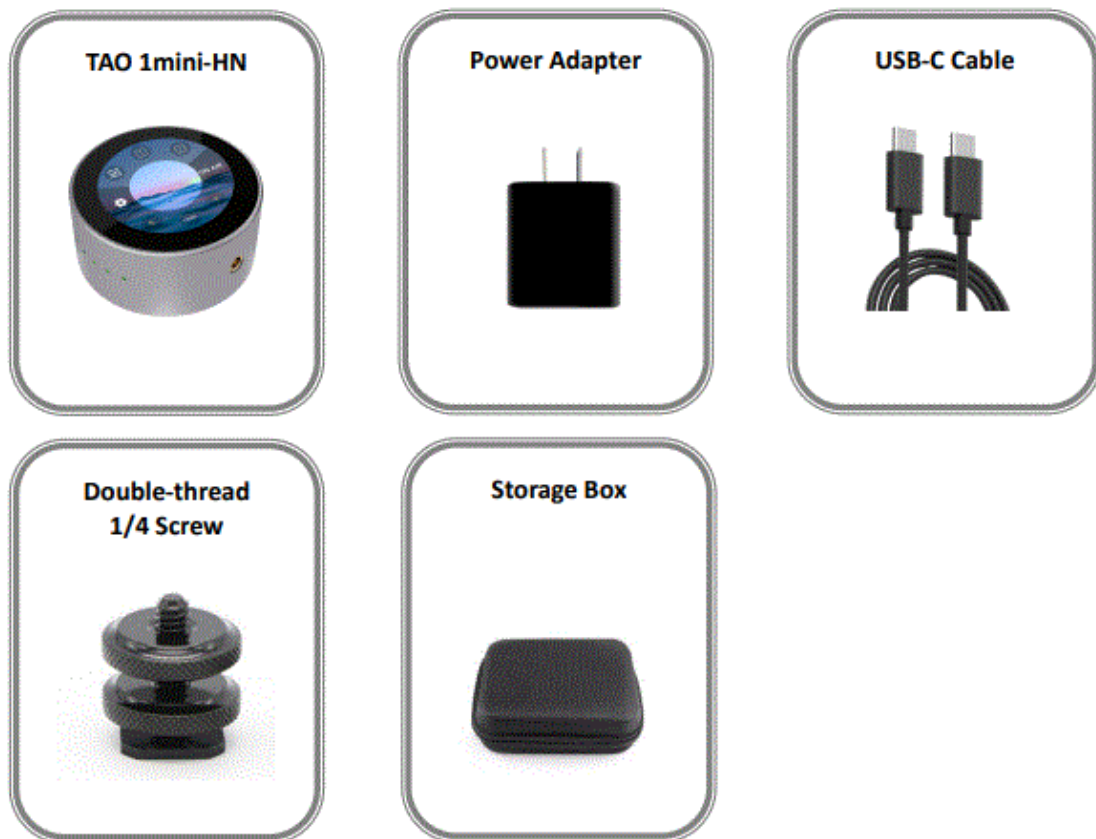 TAO 1mini-HN
Power Adapter
USB-C Cable
Double-thread
1/4 Screw
Storage Box